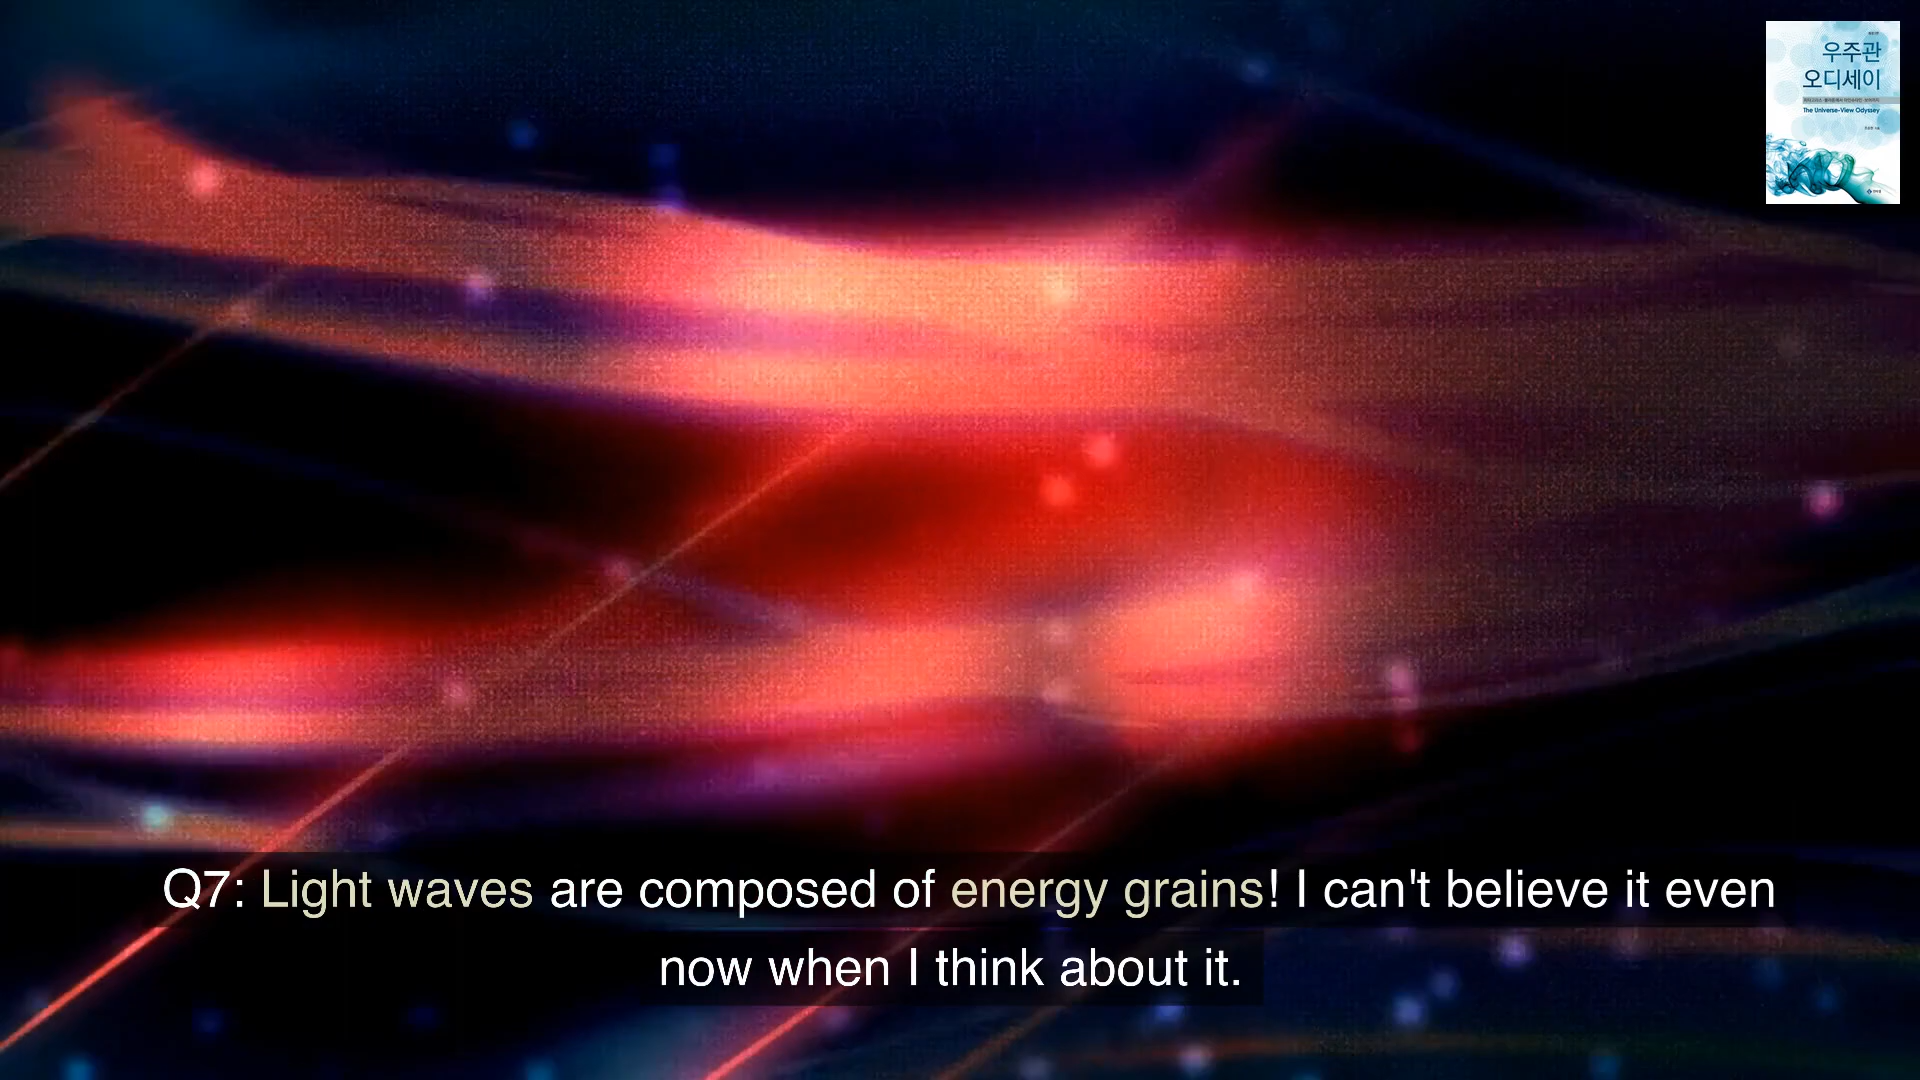 우주관
오디세이
The Universe-View Odyssey
Q7: Light waves are composed of energy grains! I can't believe it even
now when I think about it.